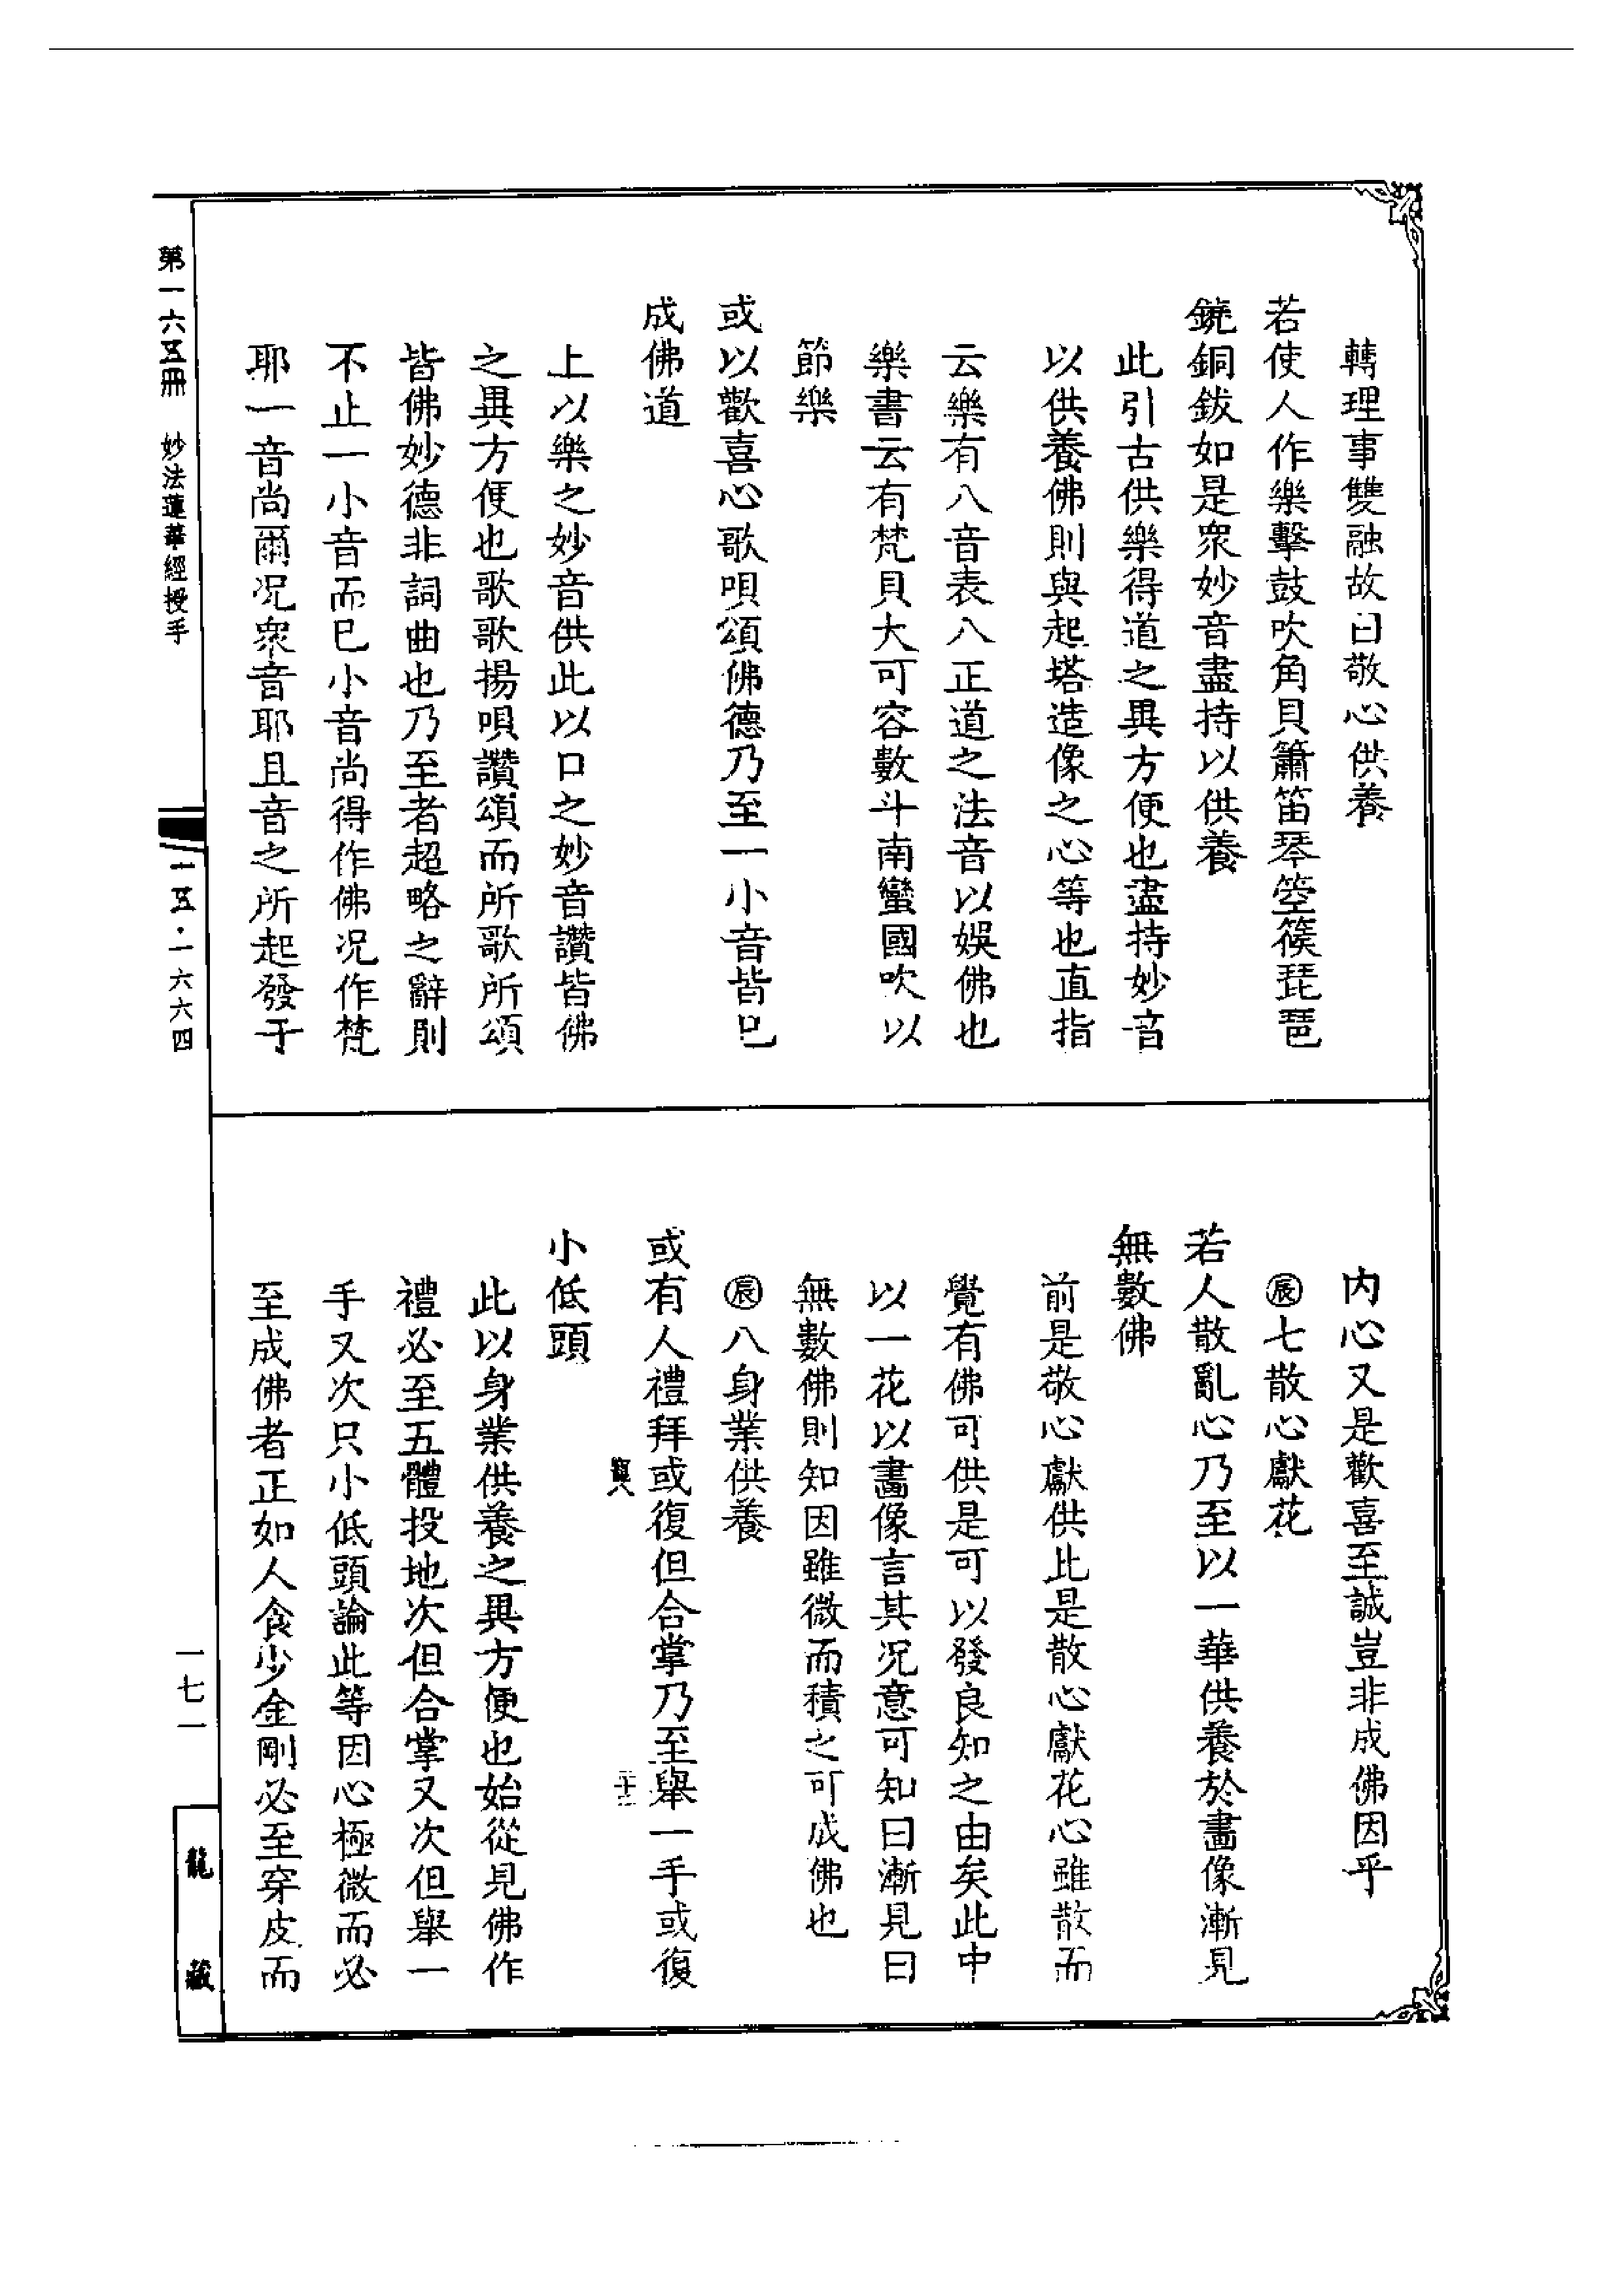 轉理事雙融故曰敬心供養
若使人作樂擊鼓吹角貝簫笛琴箜篌琵琶
鐃銅鈸如是衆妙音盡持以供養
此引古供樂得道之異方便也盡持妙音
以供養佛則與起塔造像之心等也直指
云樂有八音表八正道之法音以娛佛也
樂書云有梵貝大可容數斗南蠻國吹以
節樂
或以歡喜心歌唄頌佛德乃至一小音皆已
成佛道
上以樂之妙音供此以口之妙音讚皆佛
之異方便也歌歌揚唄讚頌而所歌所頌
皆佛妙德非詞曲也乃至者超略之辭則
不止一小音而已小音尚得作佛況作梵
耶一音尚爾況衆音耶且音之所起發于
内心又是歡喜至誠豈非成佛因乎
㊁七散心獻花
若人散亂心乃至以一華供養於畫像漸見
無數佛
前是敬心獻供此是散心獻花心雖散而
覺有佛可供是可以發良知之由矣此中
以一花以畫像言其況意可知曰漸見曰
無數佛則知因雖微而積之可成佛也
辰八身業供養
或有人禮拜或復但合掌乃至舉一手或復
小低頭
此以身業供養之異方便也始從見佛作
禮必至五體投地次但合掌又次但舉一
手又次只小低頭論此等因心極微而必
至成佛者正如人食少金剛必至穿皮而
第一六五冊 妙法蓮華經授手
一五·一六六四
一七一
龍藏